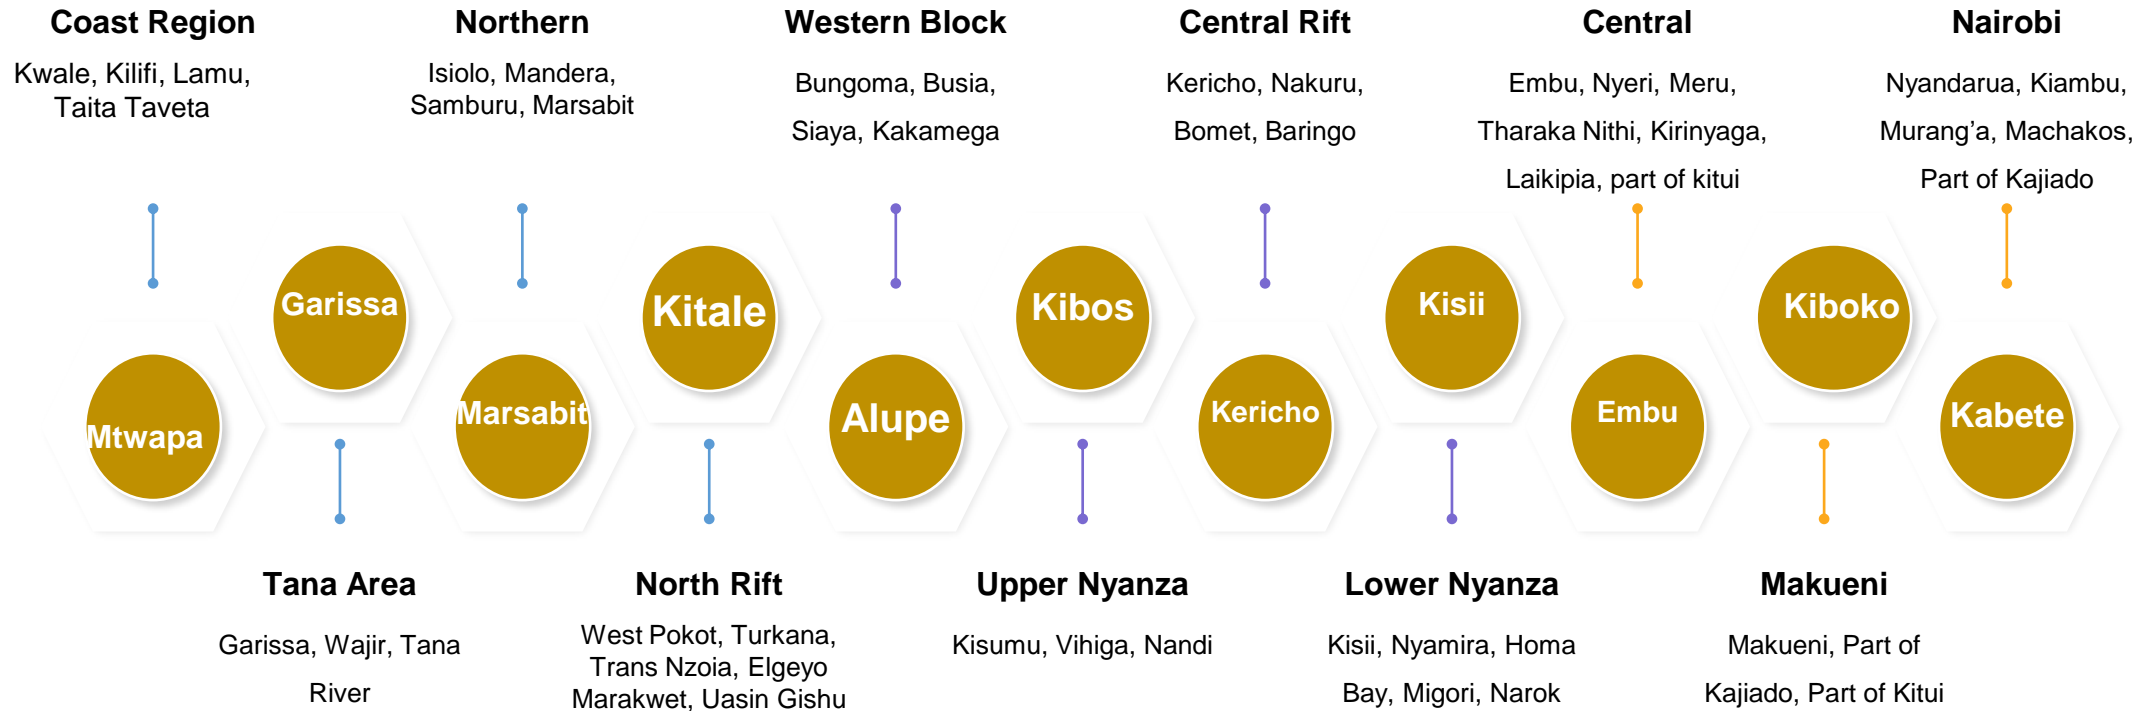 Coast Region
Kwale, Kilifi, Lamu,
Taita Taveta
Northern
Isiolo, Mandera,
Samburu, Marsabit
Western Block
Bungoma, Busia,
Siaya, Kakamega
Central Rift
Kericho, Nakuru,
Bomet, Baringo
Central
Embu, Nyeri, Meru,
Tharaka Nithi, Kirinyaga,
Laikipia, part of kitui
Nairobi
Nyandarua, Kiambu,
Murang’a, Machakos,
Part of Kajiado
Mtwapa
Garissa
Marsabit
Kitale
Alupe
Kibos
Kericho
Kisii
Embu
Kiboko
Kabete
Tana Area
Garissa, Wajir, Tana
River
North Rift
West Pokot, Turkana,
Trans Nzoia, Elgeyo
Marakwet, Uasin Gishu
Upper Nyanza
Kisumu, Vihiga, Nandi
Lower Nyanza
Kisii, Nyamira, Homa
Bay, Migori, Narok
Makueni
Makueni, Part of
Kajiado, Part of Kitui